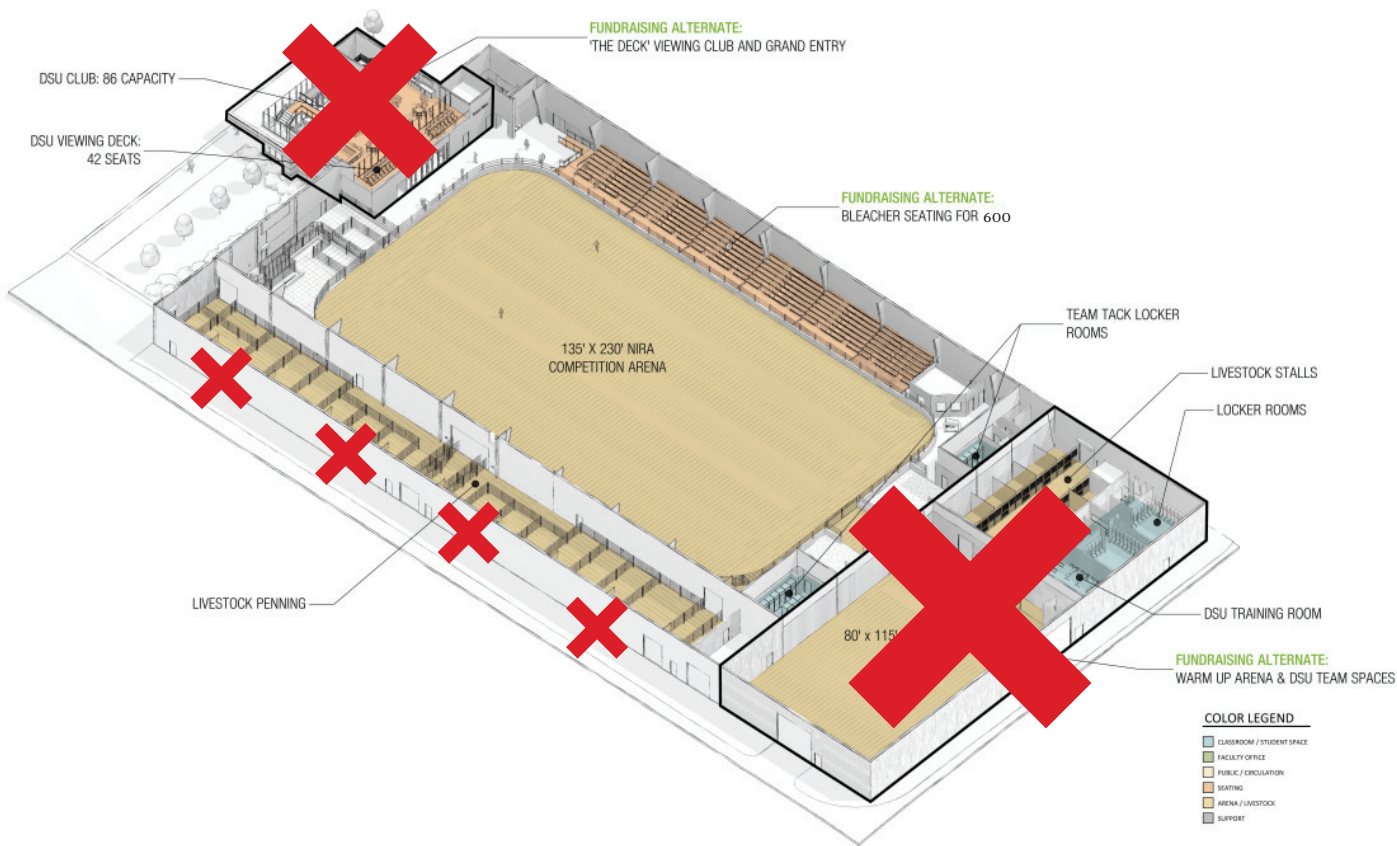 FUNDRAISING ALTERNATE:
'THE DECK' VIEWING CLUB AND GRAND ENTRY
DSU CLUB: 86 CAPACITY
DSU VIEWING DECK:
42 SEATS
FUNDRAISING ALTERNATE:
BLEACHER SEATING FOR 600
TEAM TACK LOCKER
ROOMS
135' X 230' NIRA
COMPETITION ARENA
LIVESTOCK STALLS
LOCKER ROOMS
LIVESTOCK PENNING
DSU TRAINING ROOM
80' x 115'
FUNDRAISING ALTERNATE:
WARM UP ARENA & DSU TEAM SPACES
COLOR LEGEND
CLASSROOM / STUDENT SPACE
FACULTY OFFICE
PUBLIC / CIRCULATION
SEATING
ARENA / LIVESTOCK
SUPPORT